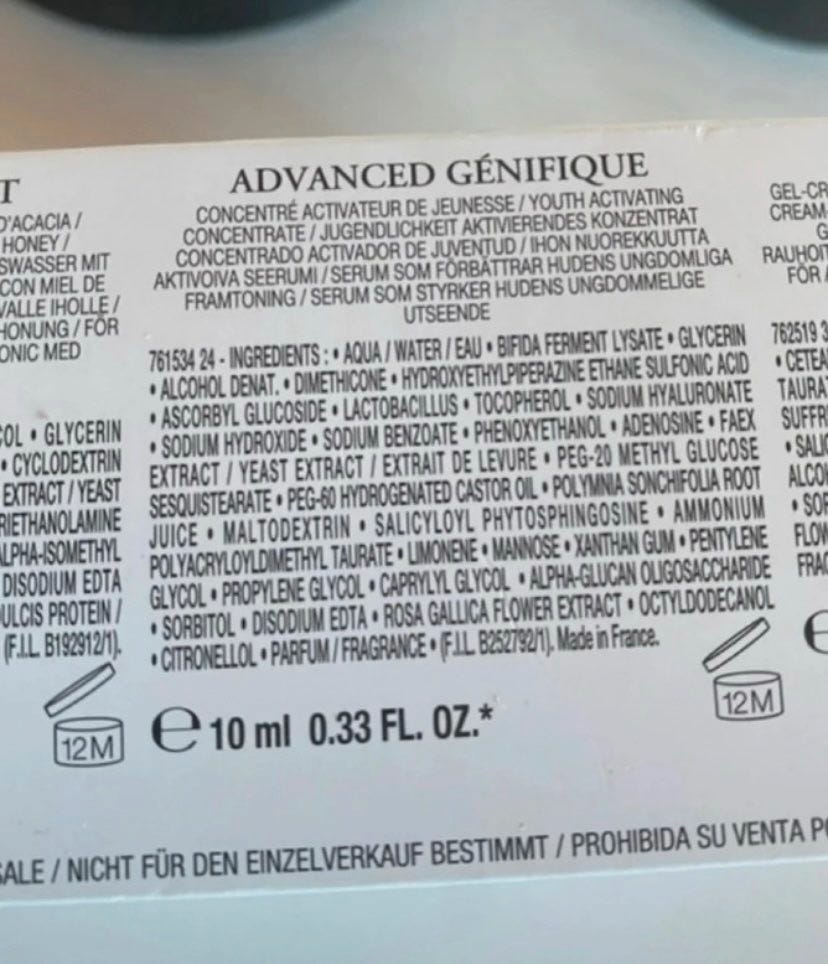 T
D'ACACIA /
HONEY /
SWASSER MIT
CON MIEL DE
VALLE IHOLLE /
HONUNG / FÖR
ONIC MED
COL • GLYCERIN
• CYCLODEXTRIN
EXTRACT / YEAST
RIETHANOLAMINE
ALPHA-ISOMETHYL
DISODIUM EDTA
ULCIS PROTEIN /
(F.I.L. B192912/1).
12M
ADVANCED GÉNIFIQUE
CONCENTRÉ ACTIVATEUR DE JEUNESSE / YOUTH ACTIVATING
CONCENTRATE / JUGENDLICHKEIT AKTIVIERENDES KONZENTRAT
CONCENTRADO ACTIVADOR DE JUVENTUD / IHON NUOREKKUUTTA
AKTIVOIVA SEERUMI / SERUM SOM FÖRBÄTTRAR HUDENS UNGDOMLIGA
FRAMTONING / SERUM SOM STYRKER HUDENS UNGDOMMELIGE
UTSEENDE
761534 24 - INGREDIENTS : • AQUA / WATER / EAU • BIFIDA FERMENT LYSATE • GLYCERIN
• ALCOHOL DENAT. • DIMETHICONE • HYDROXYETHYLPIPERAZINE ETHANE SULFONIC ACID
• ASCORBYL GLUCOSIDE • LACTOBACILLUS • TOCOPHEROL • SODIUM HYALURONATE
• SODIUM HYDROXIDE • SODIUM BENZOATE • PHENOXYETHANOL • ADENOSINE • FAEX
EXTRACT / YEAST EXTRACT / EXTRAIT DE LEVURE • PEG-20 METHYL GLUCOSE
SESQUISTEARATE • PEG-60 HYDROGENATED CASTOR OIL • POLYMNIA SONCHIFOLIA ROOT
JUICE • MALTODEXTRIN • SALICYLOYL PHYTOSPHINGOSINE • AMMONIUM
POLYACRYLOYLDIMETHYL TAURATE • LIMONENE • MANNOSE • XANTHAN GUM • PENTYLENE
GLYCOL • PROPYLENE GLYCOL • CAPRYLYL GLYCOL • ALPHA-GLUCAN OLIGOSACCHARIDE
• SORBITOL • DISODIUM EDTA • ROSA GALLICA FLOWER EXTRACT • OCTYLDODECANOL
• CITRONELLOL • PARFUM / FRAGRANCE • (F.I.L. B252792/1). Made in France.
℮ 10 ml 0.33 FL. OZ.*
12M
GEL-CR
CREAM-
G
RAUHOIT
FÖR A
762519 3
• CETEA
TAURAT
SUFFR
• SALIC
ALCOH
• SOR
FLOW
FRAG
℮
SALE / NICHT FÜR DEN EINZELVERKAUF BESTIMMT / PROHIBIDA SU VENTA PO